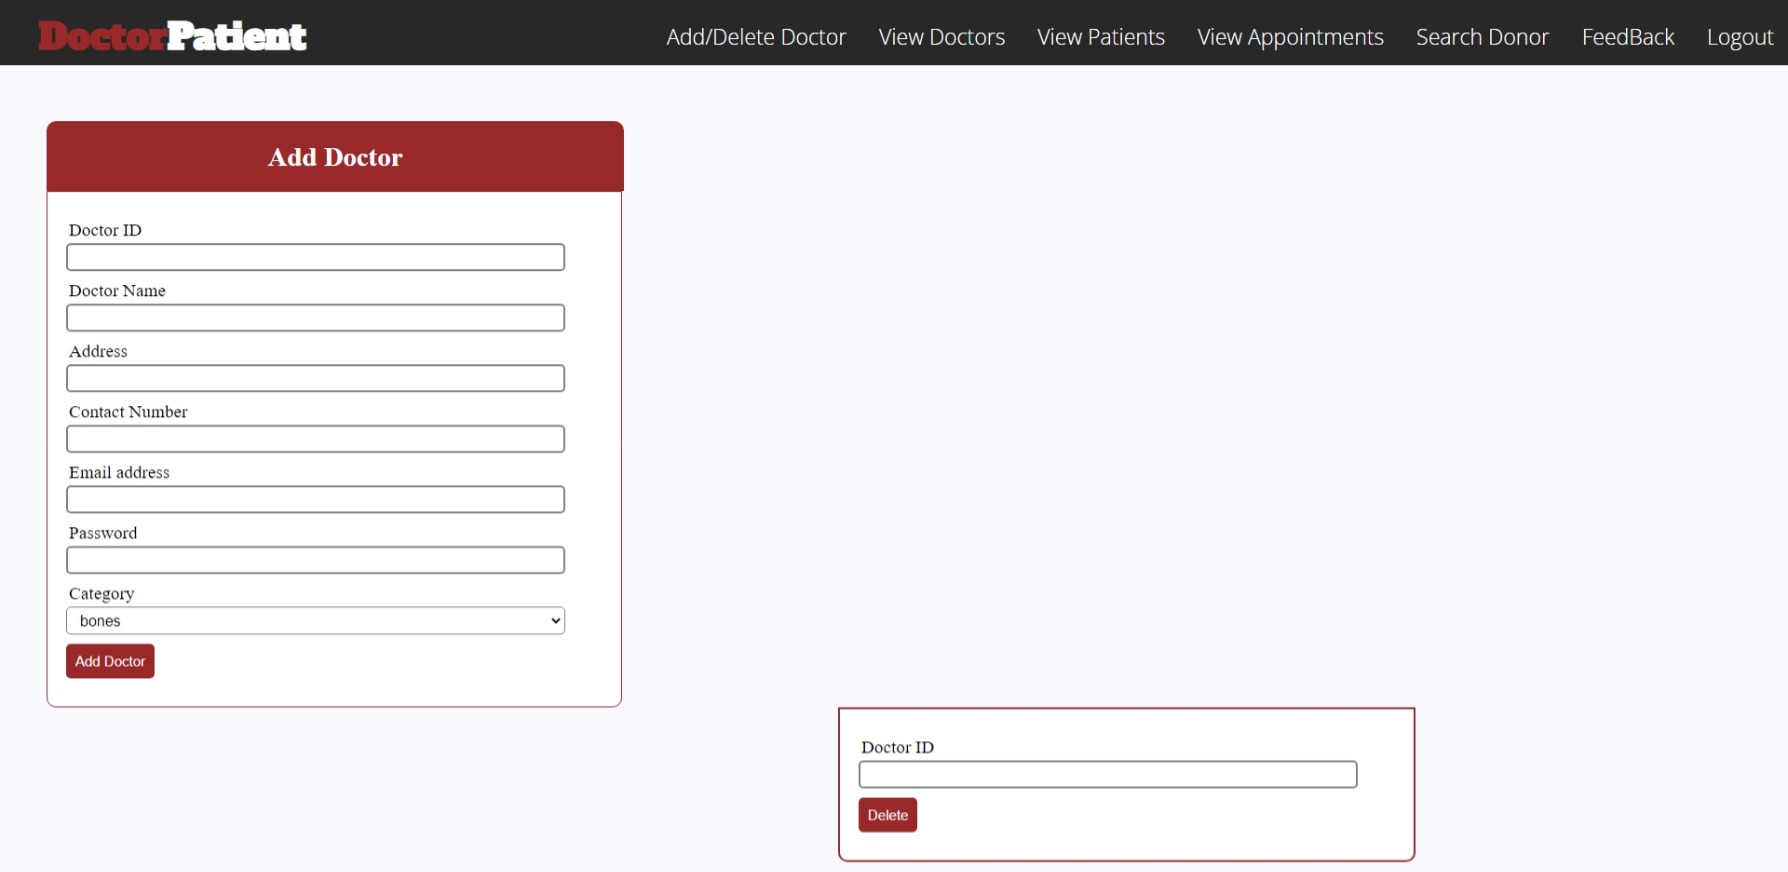 DoctorPatient
Add/Delete Doctor View Doctors View Patients View Appointments Search Donor FeedBack Logout
Add Doctor
Doctor ID
Doctor Name
Address
Contact Number
Email address
Password
Category
bones
Add Doctor
Doctor ID
Delete